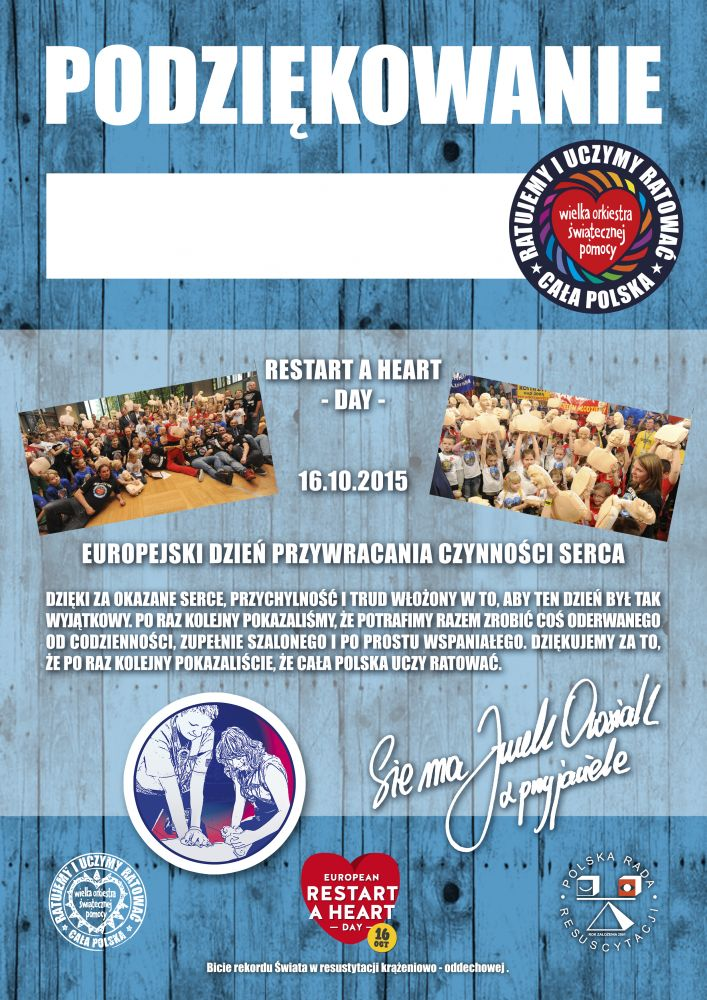 PODZIĘKOWANIE
RATUJEMY I UCZYMY RATOWAĆ
wielka orkiestra
świątecznej
pomocy
★ CAŁA POLSKA ★
RESTART A HEART
- DAY -
16.10.2015
EUROPEJSKI DZIEŃ PRZYWRACANIA CZYNNOŚCI SERCA
DZIĘKI ZA OKAZANE SERCE, PRZYCHYLNOŚĆ I TRUD WŁOŻONY W TO, ABY TEN DZIEŃ BYŁ TAK
WYJĄTKOWY. PO RAZ KOLEJNY POKAZALIŚMY, ŻE POTRAFIMY RAZEM ZROBIĆ COŚ ODERWANEGO
OD CODZIENNOŚCI, ZUPEŁNIE SZALONEGO I PO PROSTU WSPANIAŁEGO. DZIĘKUJEMY ZA TO,
ŻE PO RAZ KOLEJNY POKAZALIŚCIE, ŻE CAŁA POLSKA UCZY RATOWAĆ.
Sie ma Jurek Owsiak
z przyjaciele
RATUJEMY I UCZYMY RATOWAĆ
wielka orkiestra
świątecznej
pomocy
★ CAŁA POLSKA ★
EUROPEAN
RESTART
A HEART
— DAY —
16
OCT
POLSKA RADA
RESUSCYTACJI
ROK ZAŁOŻENIA 2001
Bicie rekordu Świata w resustytacji krążeniowo - oddechowej .